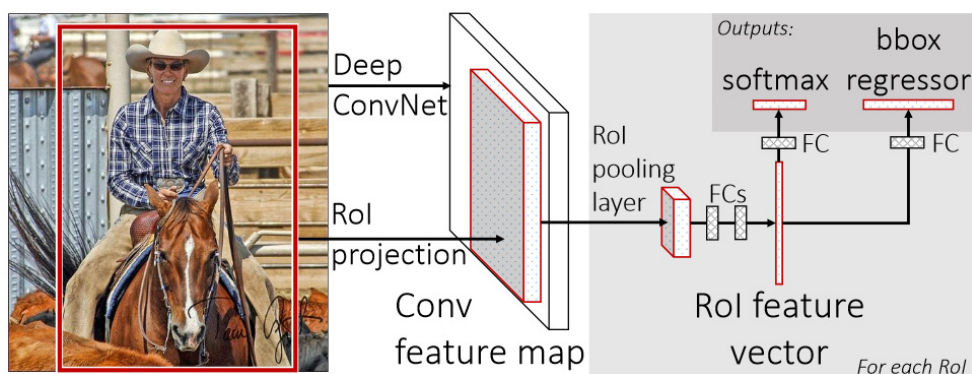 Deep
ConvNet
RoI
projection
Conv
feature map
RoI
pooling
layer
FCs
Outputs:
softmax
bbox
regressor
FC
FC
RoI feature
vector
For each RoI